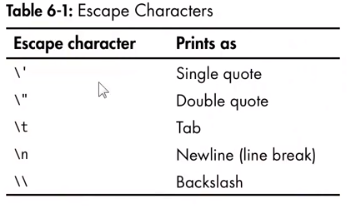 Table 6-1: Escape Characters
Escape character Prints as
\' Single quote
\" Double quote
\t Tab
\n Newline (line break)
\\ Backslash